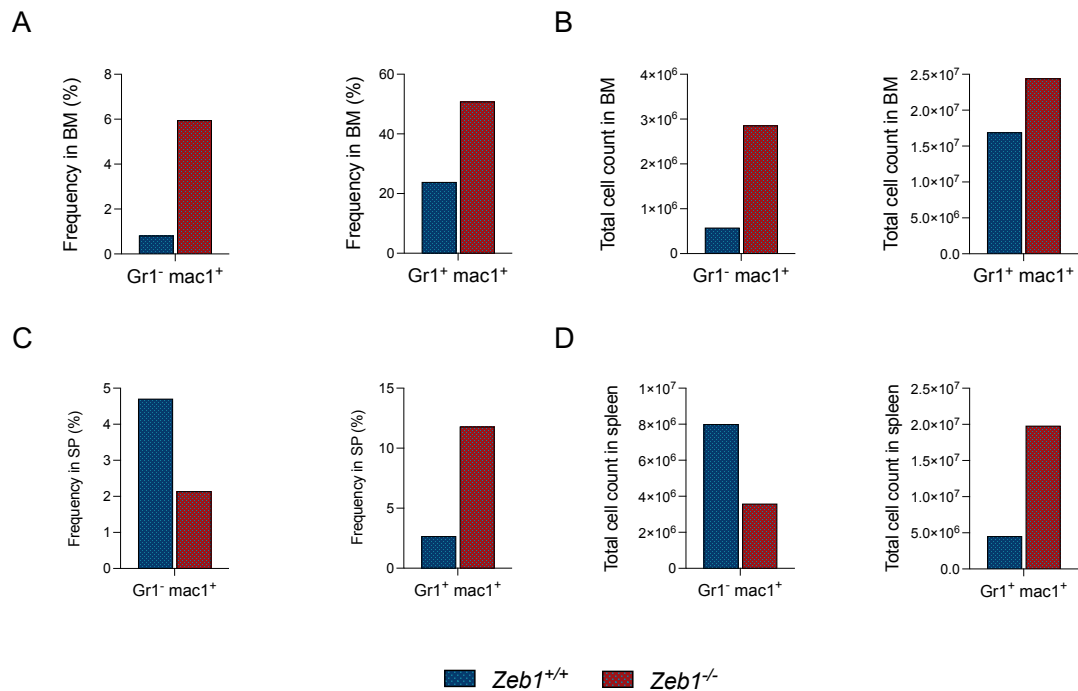 A
B
Frequency in BM (%)
8
6
4
2
0
Gr1⁻ mac1⁺
Frequency in BM (%)
60
40
20
0
Gr1⁺ mac1⁺
Total cell count in BM
4×10⁶
3×10⁶
2×10⁶
1×10⁶
0
Gr1⁻ mac1⁺
Total cell count in BM
2.5×10⁷
2.0×10⁷
1.5×10⁷
1.0×10⁷
5.0×10⁶
0.0
Gr1⁺ mac1⁺
C
D
Frequency in SP (%)
5
4
3
2
1
0
Gr1⁻ mac1⁺
Frequency in SP (%)
15
10
5
0
Gr1⁺ mac1⁺
Total cell count in spleen
1×10⁷
8×10⁶
6×10⁶
4×10⁶
2×10⁶
0
Gr1⁻ mac1⁺
Total cell count in spleen
2.5×10⁷
2.0×10⁷
1.5×10⁷
1.0×10⁷
5.0×10⁶
0.0
Gr1⁺ mac1⁺
Zeb1⁺/⁺ Zeb1⁻/⁻